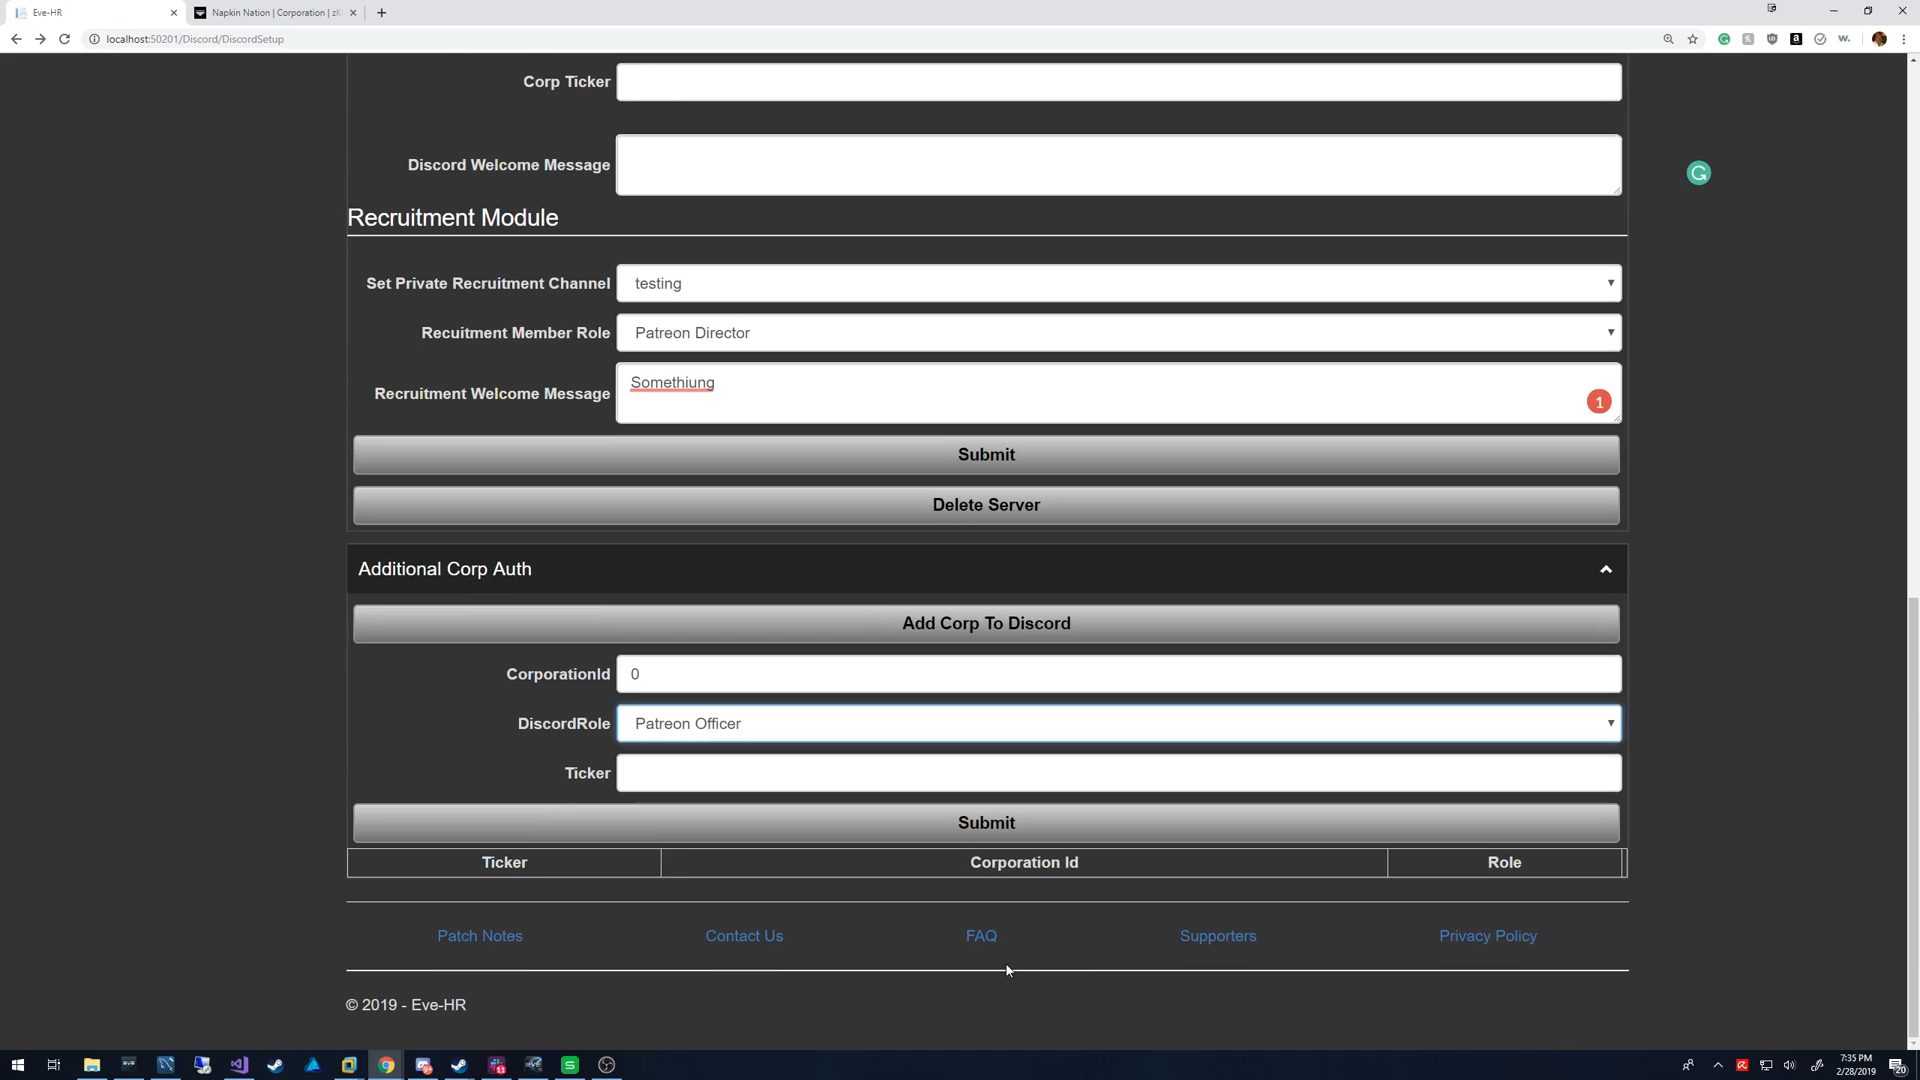 Eve-HR
Napkin Nation | Corporation | zK
localhost:50201/Discord/DiscordSetup
Corp Ticker
Discord Welcome Message
Recruitment Module
Set Private Recruitment Channel testing
Recuitment Member Role Patreon Director
Recruitment Welcome Message Somethiung
1
Submit
Delete Server
Additional Corp Auth
Add Corp To Discord
CorporationId 0
DiscordRole Patreon Officer
Ticker
Submit
Ticker Corporation Id Role
Patch Notes Contact Us FAQ Supporters Privacy Policy
© 2019 - Eve-HR
7:35 PM
2/28/2019
20